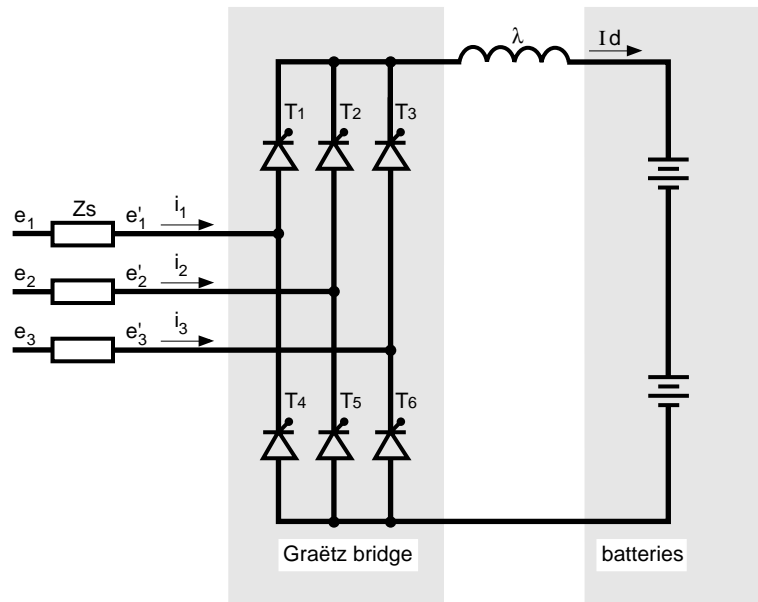 λ
Id
T1
T2
T3
e1
Zs
e'1
i1
e2
e'2
i2
e3
e'3
i3
T4
T5
T6
Graëtz bridge
batteries